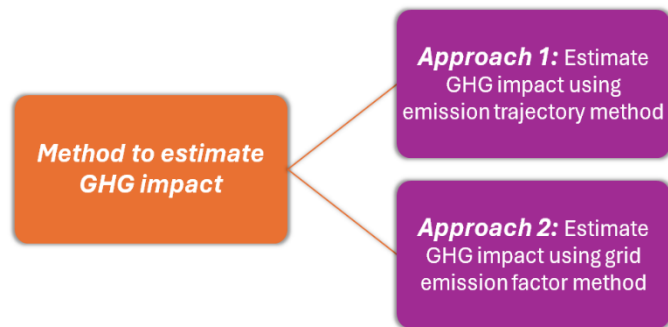 Method to estimate
GHG impact
Approach 1: Estimate
GHG impact using
emission trajectory method
Approach 2: Estimate
GHG impact using grid
emission factor method